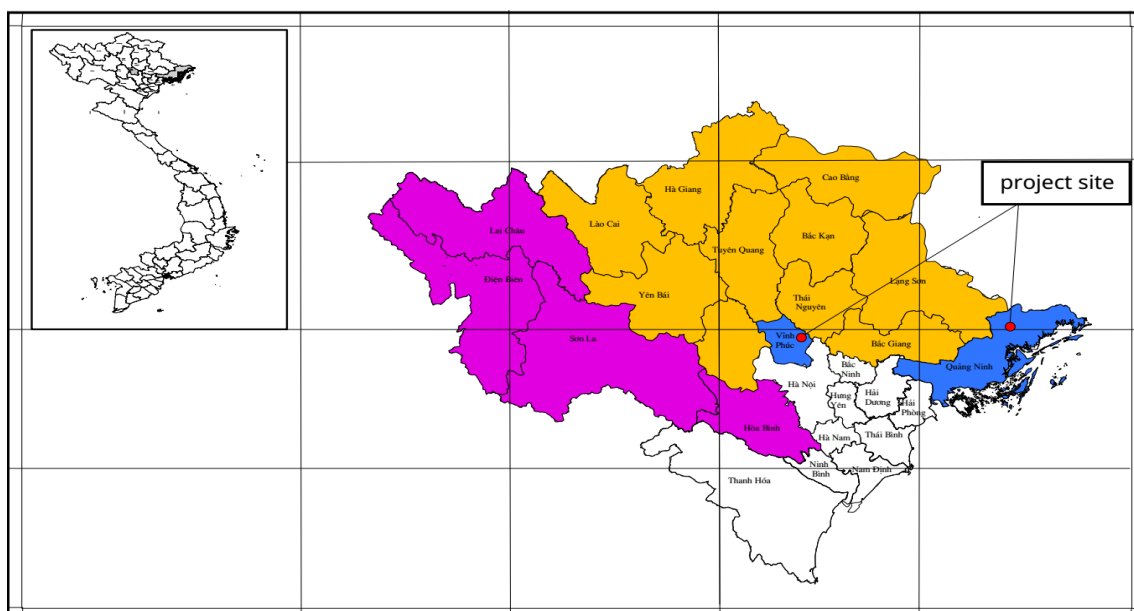 project site
Cao Bằng
Hà Giang
Lào Cai
Lai Châu
Bắc Kạn
Tuyên Quang
Điện Biên
Lạng Sơn
Yên Bái
Thái
Nguyên
Sơn La
Vĩnh
Phúc
Bắc Giang
Quảng Ninh
Bắc
Ninh
Hà Nội
Hưng
Yên
Hải
Dương
Hải
Phòng
Hòa Bình
Hà Nam
Thái Bình
Ninh
Bình
Nam Định
Thanh Hóa